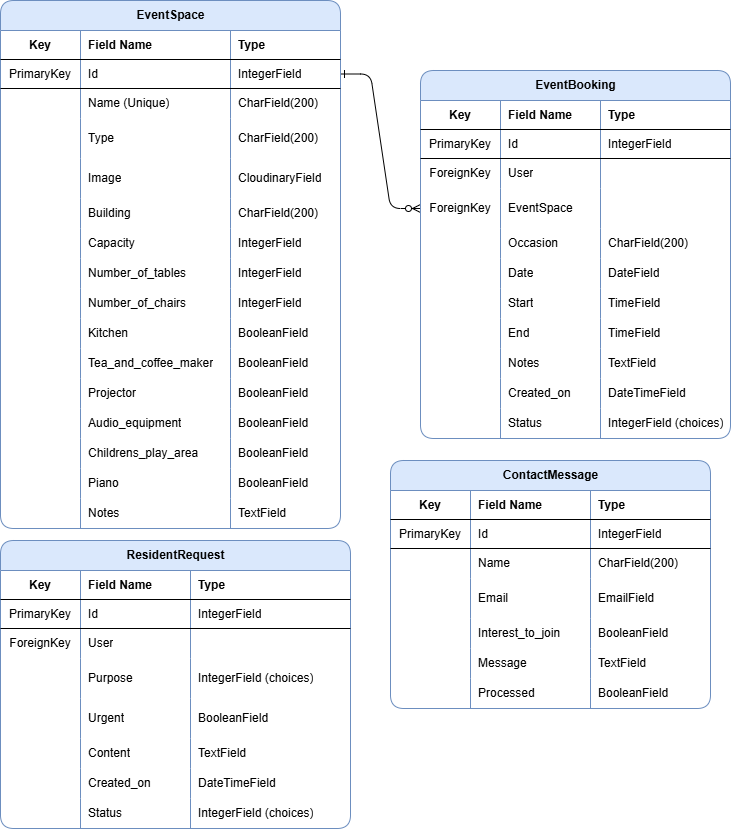 EventSpace
Key Field Name Type
PrimaryKey Id IntegerField
Name (Unique) CharField(200)
Type CharField(200)
Image CloudinaryField
Building CharField(200)
Capacity IntegerField
Number_of_tables IntegerField
Number_of_chairs IntegerField
Kitchen BooleanField
Tea_and_coffee_maker BooleanField
Projector BooleanField
Audio_equipment BooleanField
Childrens_play_area BooleanField
Piano BooleanField
Notes TextField
EventBooking
Key Field Name Type
PrimaryKey Id IntegerField
ForeignKey User
ForeignKey EventSpace
Occasion CharField(200)
Date DateField
Start TimeField
End TimeField
Notes TextField
Created_on DateTimeField
Status IntegerField (choices)
ContactMessage
Key Field Name Type
PrimaryKey Id IntegerField
Name CharField(200)
Email EmailField
Interest_to_join BooleanField
Message TextField
Processed BooleanField
ResidentRequest
Key Field Name Type
PrimaryKey Id IntegerField
ForeignKey User
Purpose IntegerField (choices)
Urgent BooleanField
Content TextField
Created_on DateTimeField
Status IntegerField (choices)